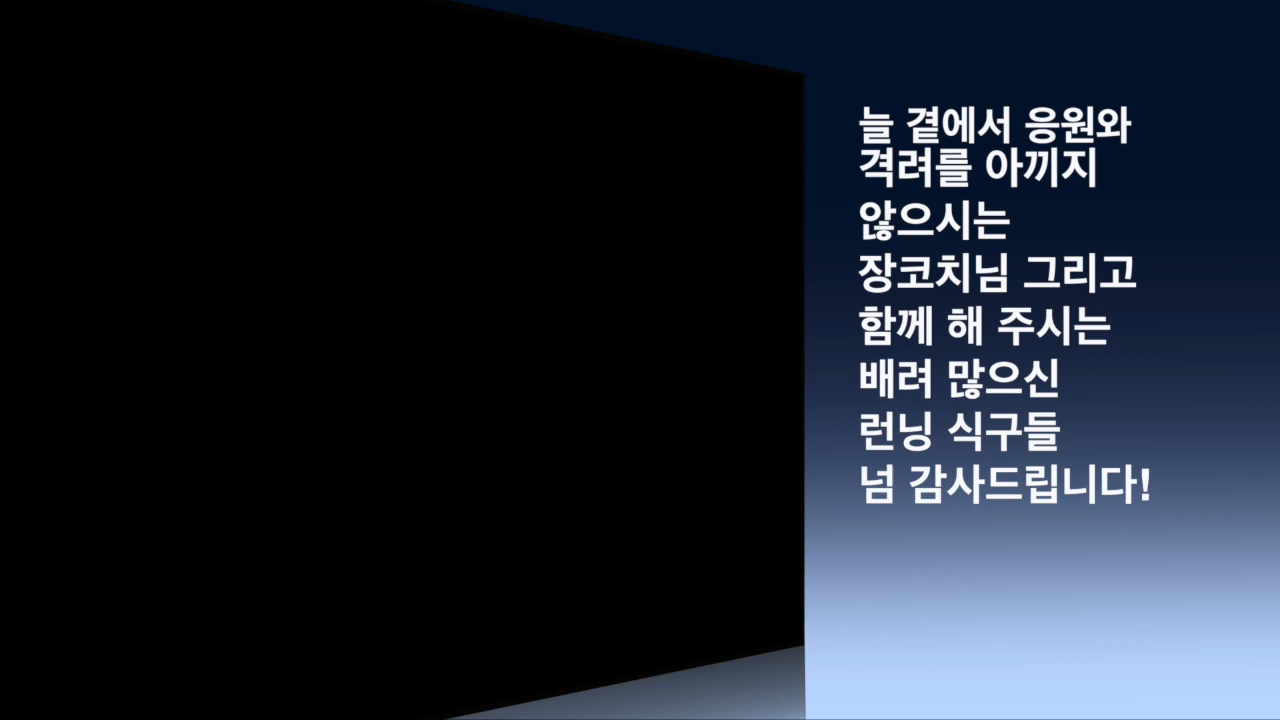 늘 곁에서 응원와
격려를 아끼지
않으시는
장코치님 그리고
함께 해 주시는
배려 많으신
런닝 식구들
넘 감사드립니다!